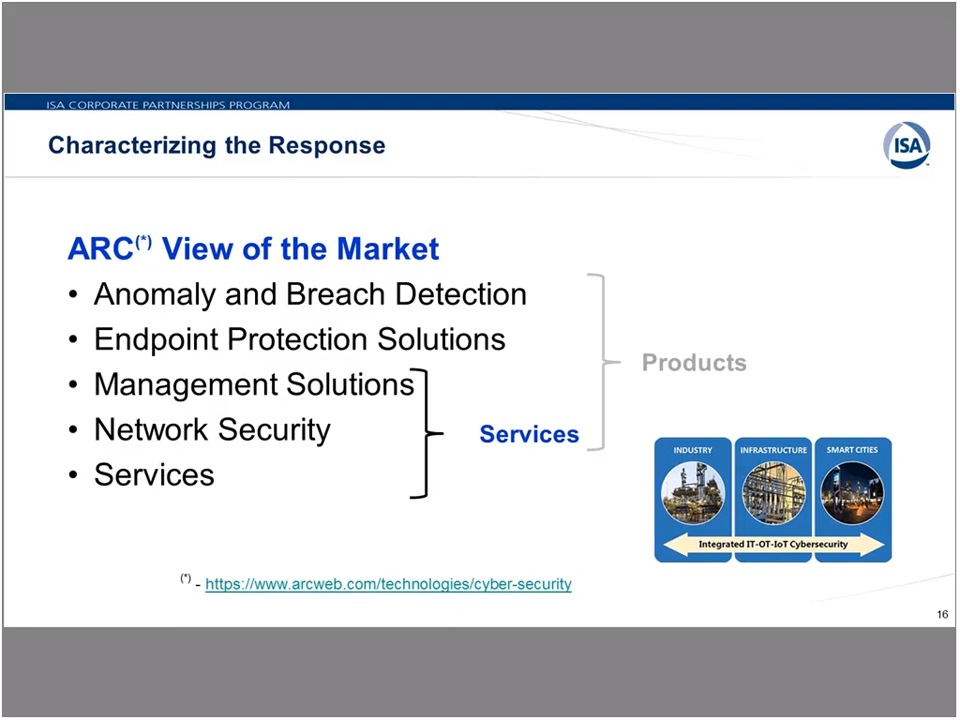 ISA CORPORATE PARTNERSHIPS PROGRAM
Characterizing the Response
ISA
ARC(*) View of the Market
• Anomaly and Breach Detection
• Endpoint Protection Solutions
• Management Solutions
• Network Security
• Services
Products
Services
INDUSTRY
INFRASTRUCTURE
SMART CITIES
Integrated IT-OT-IoT Cybersecurity
(*) - https://www.arcweb.com/technologies/cyber-security
16